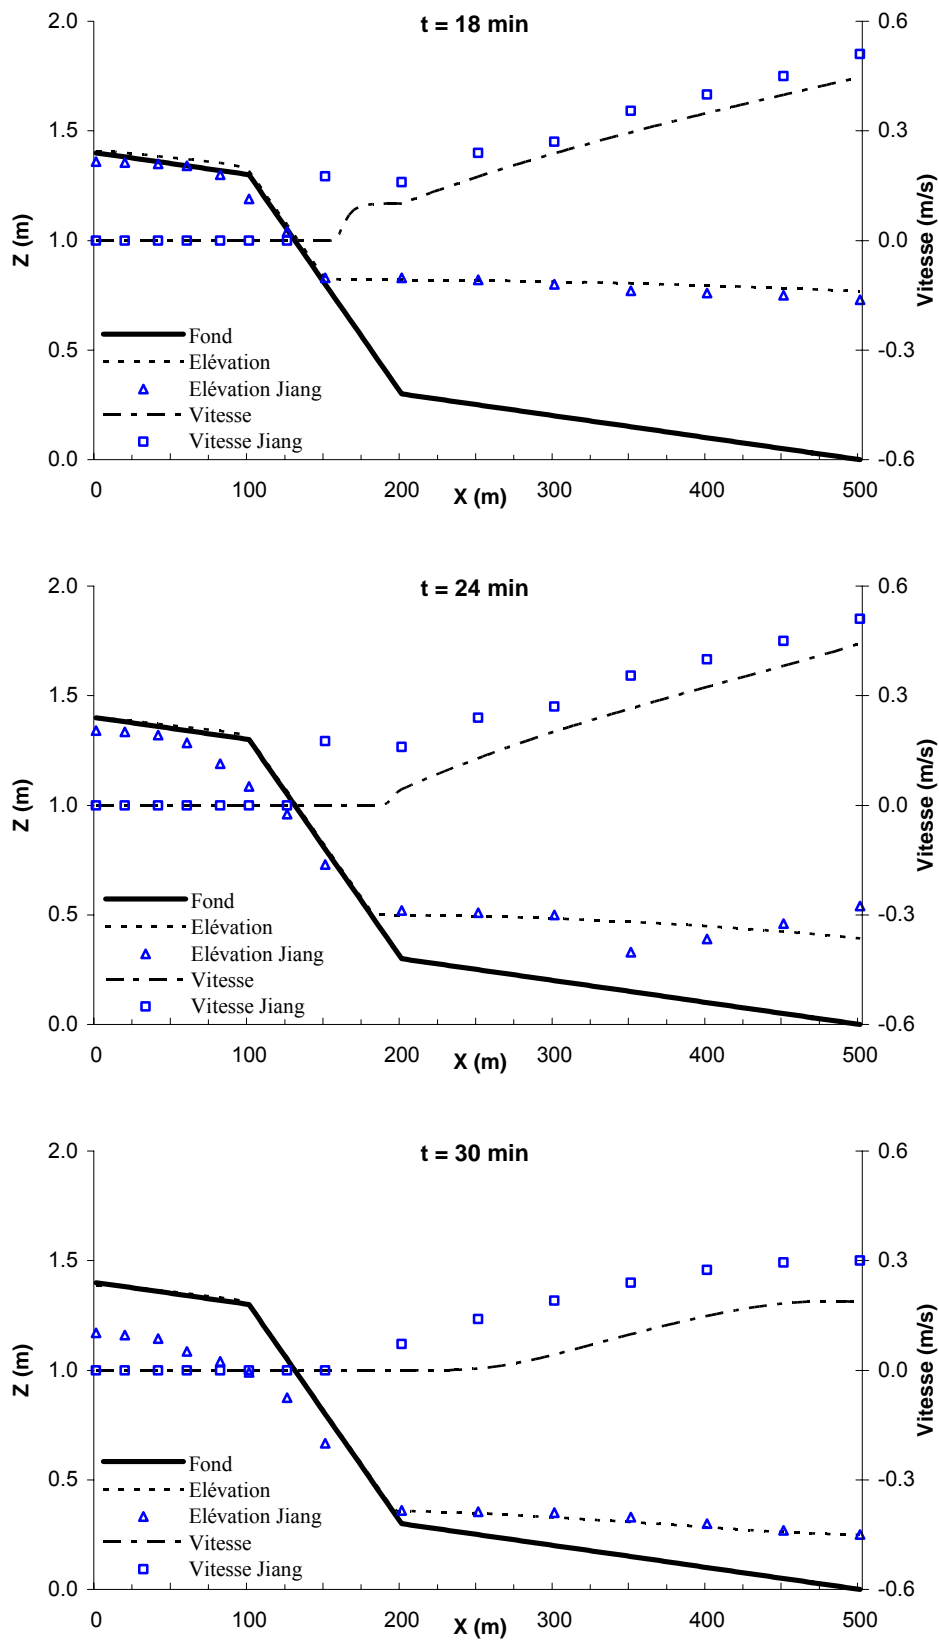 t = 18 min
2.0
1.5
1.0
0.5
0.0
Z (m)
0.6
0.3
0.0
-0.3
-0.6
Vitesse (m/s)
Fond
Elévation
Elévation Jiang
Vitesse
Vitesse Jiang
0 100 200 300 400 500
X (m)
t = 24 min
2.0
1.5
1.0
0.5
0.0
Z (m)
0.6
0.3
0.0
-0.3
-0.6
Vitesse (m/s)
Fond
Elévation
Elévation Jiang
Vitesse
Vitesse Jiang
0 100 200 300 400 500
X (m)
t = 30 min
2.0
1.5
1.0
0.5
0.0
Z (m)
0.6
0.3
0.0
-0.3
-0.6
Vitesse (m/s)
Fond
Elévation
Elévation Jiang
Vitesse
Vitesse Jiang
0 100 200 300 400 500
X (m)